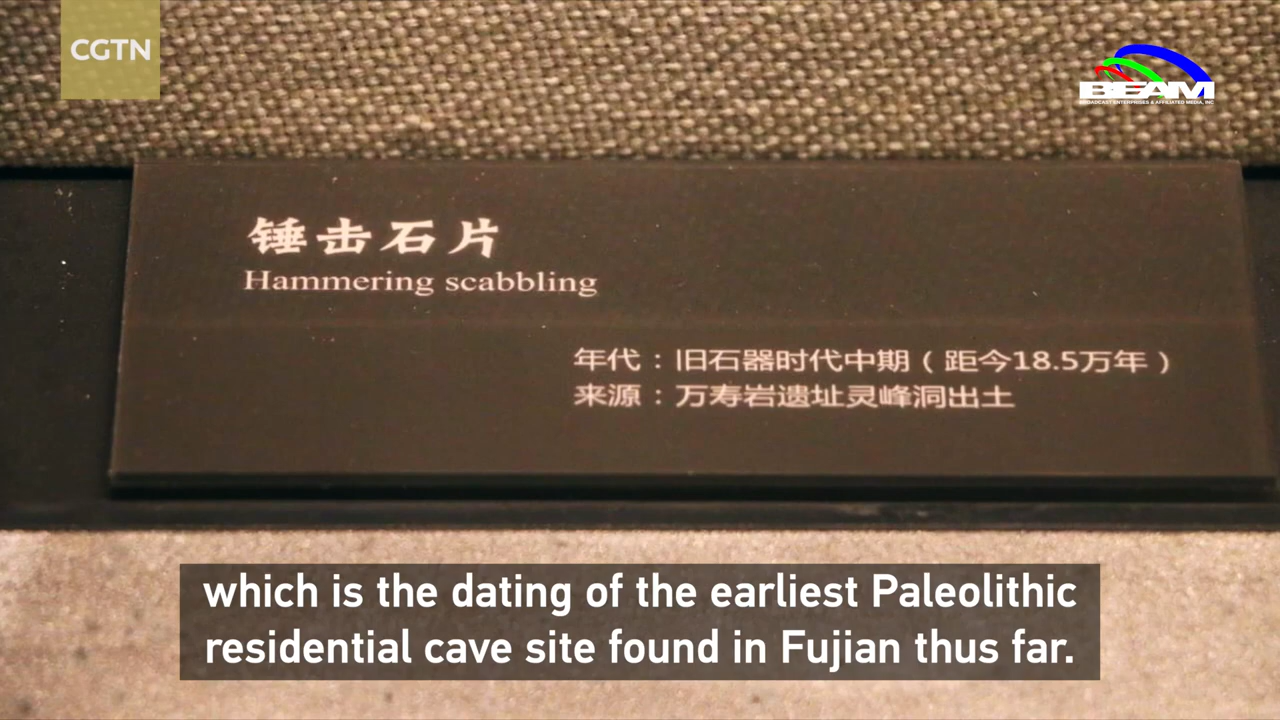 CGTN
BEAM
BROADCAST ENTERPRISES & AFFILIATED MEDIA, INC
锤击石片
Hammering scabbling
年代：旧石器时代中期（距今18.5万年）
来源：万寿岩遗址灵峰洞出土
which is the dating of the earliest Paleolithic
residential cave site found in Fujian thus far.